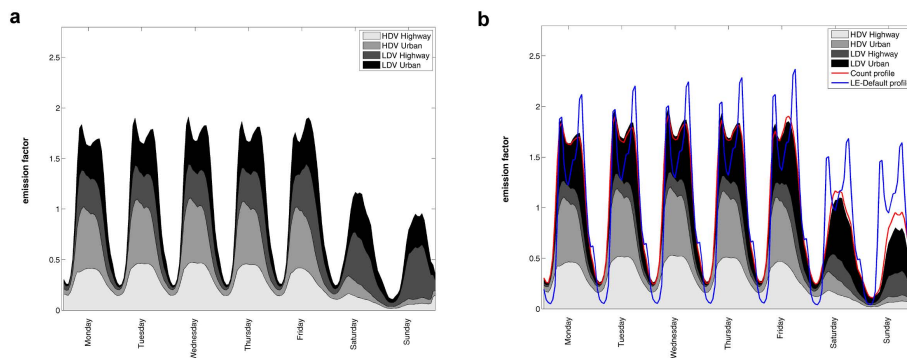 a
HDV Highway
HDV Urban
LDV Highway
LDV Urban
emission factor
2.5
2
1.5
1
0.5
0
Monday
Tuesday
Wednesday
Thursday
Friday
Saturday
Sunday
b
HDV Highway
HDV Urban
LDV Highway
LDV Urban
Count profile
LE-Default profil
emission factor
2.5
2
1.5
1
0.5
0
Monday
Tuesday
Wednesday
Thursday
Friday
Saturday
Sunday